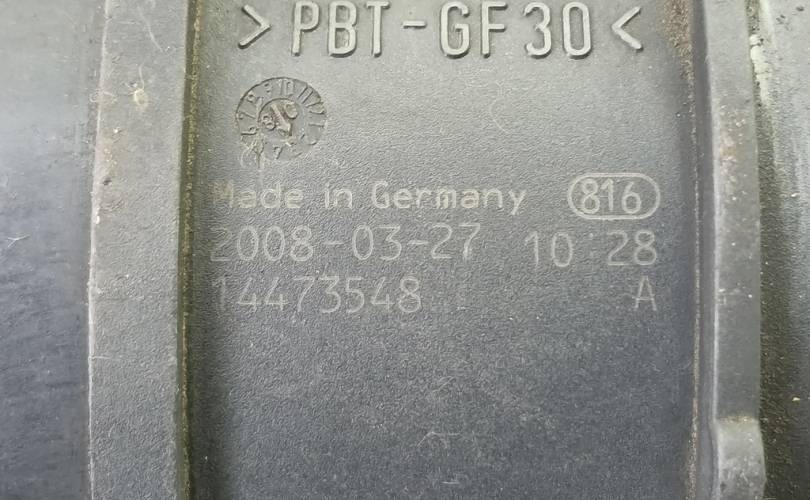 >PBT-GF30<
Made in Germany 816
2008-03-27 10:28
14473548 A